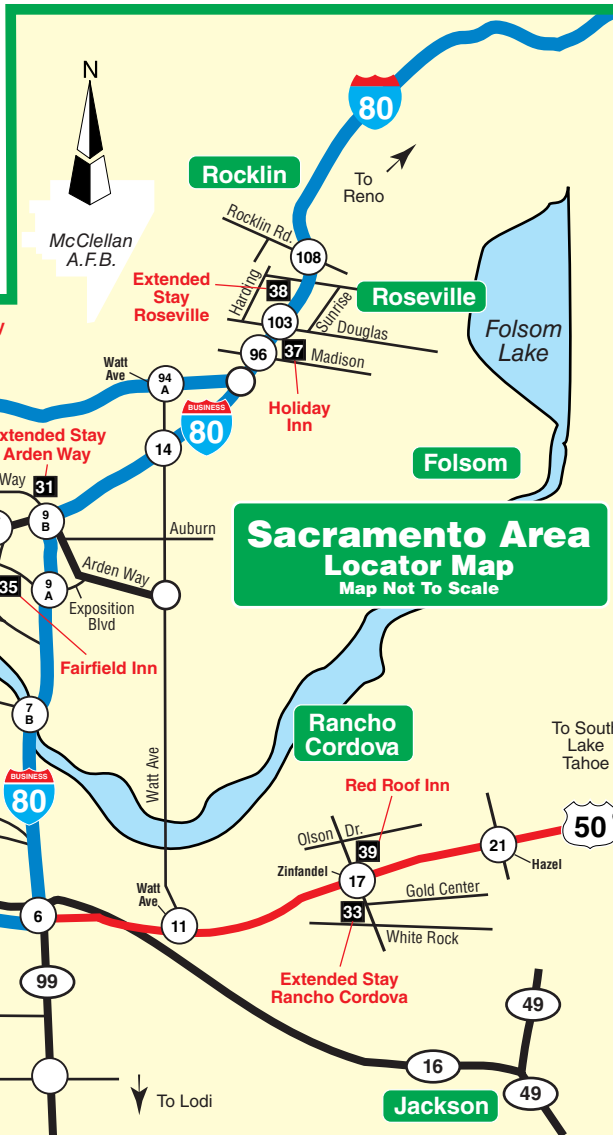 N
McClellan
A.F.B.
80
Rocklin
To
Reno
Rocklin Rd.
108
Extended
Stay
Roseville
Harding
38
Sunrise
Roseville
103
Douglas
96
37
Madison
Folsom
Lake
Watt
Ave
94
A
BUSINESS
80
Holiday
Inn
14
Extended Stay
Arden Way
Way
31
Folsom
9
B
Auburn
Sacramento Area
Locator Map
Map Not To Scale
Arden Way
35
9
A
Exposition
Blvd
Fairfield Inn
7
B
Rancho
Cordova
To South
Lake
Tahoe
Watt Ave
BUSINESS
80
Red Roof Inn
Olson Dr.
39
50
21
Hazel
Zinfandel
17
Gold Center
33
White Rock
Watt
Ave
6
11
Extended Stay
Rancho Cordova
99
49
16
49
To Lodi
Jackson